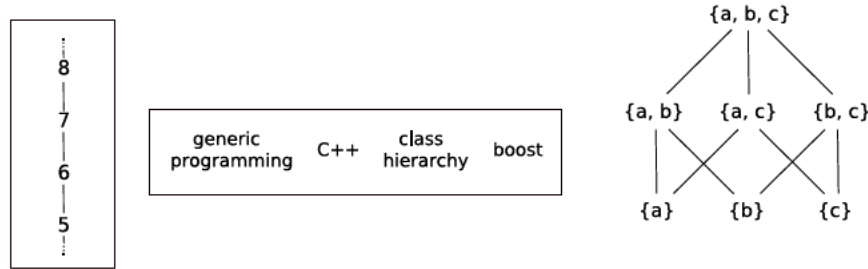 8
7
6
5
generic
programming
C++
class
hierarchy
boost
{a, b, c}
{a, b} {a, c} {b, c}
{a} {b} {c}